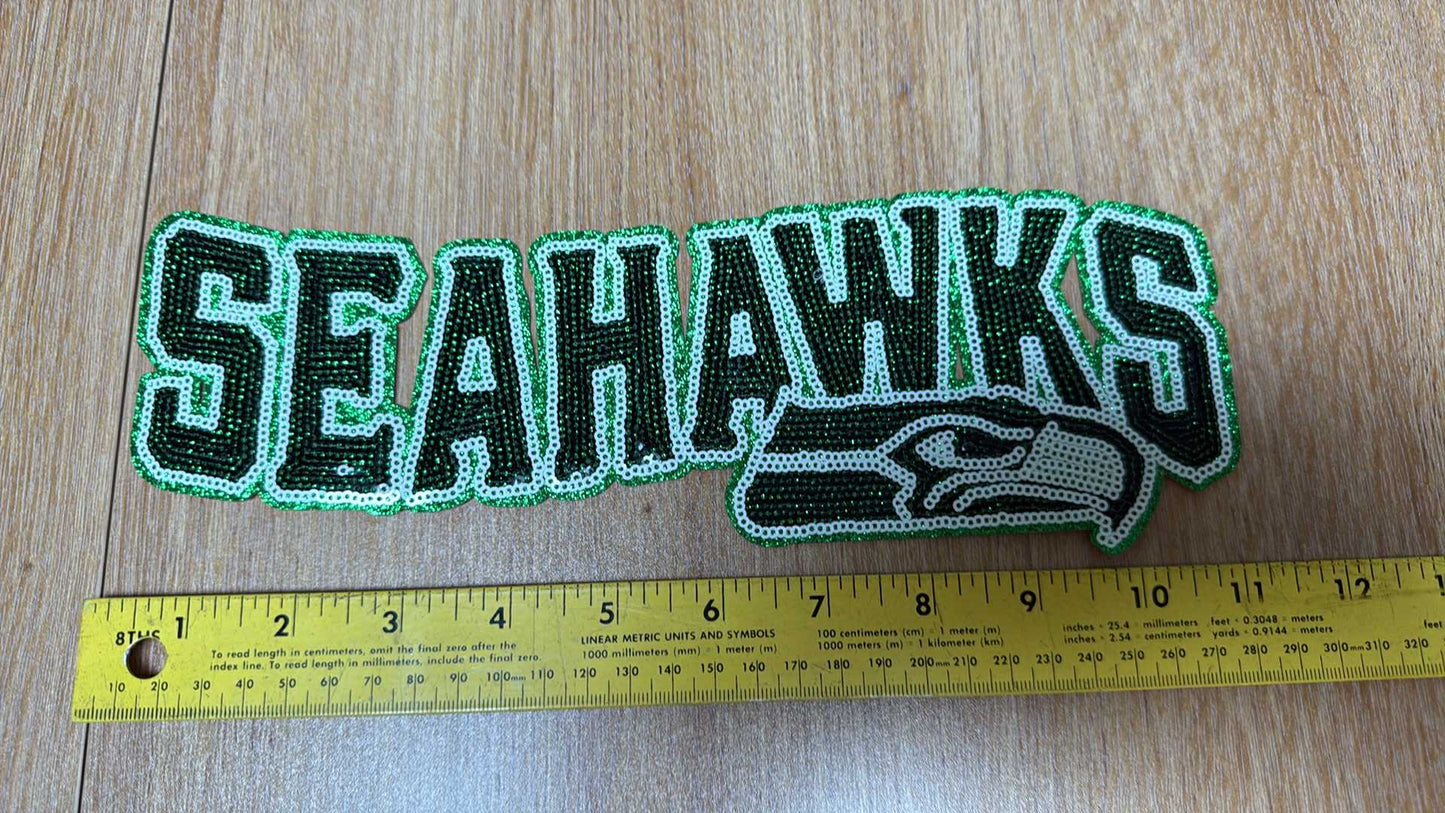 SEAHAWKS
8THS 1 2 3 4 5 6 7 8 9 10 11 12
To read length in centimeters, omit the final zero after the
index line. To read length in millimeters, include the final zero.
LINEAR METRIC UNITS AND SYMBOLS
1000 millimeters (mm) = 1 meter (m)
100 centimeters (cm) = 1 meter (m)
1000 meters (m) = 1 kilometer (km)
inches × 25.4 = millimeters feet × 0.3048 = meters
inches × 2.54 = centimeters yards × 0.9144 = meters
feet
10 20 30 40 50 60 70 80 90 100mm 110 120 130 140 150 160 170 180 190 200mm 210 220 230 240 250 260 270 280 290 300mm 310 320